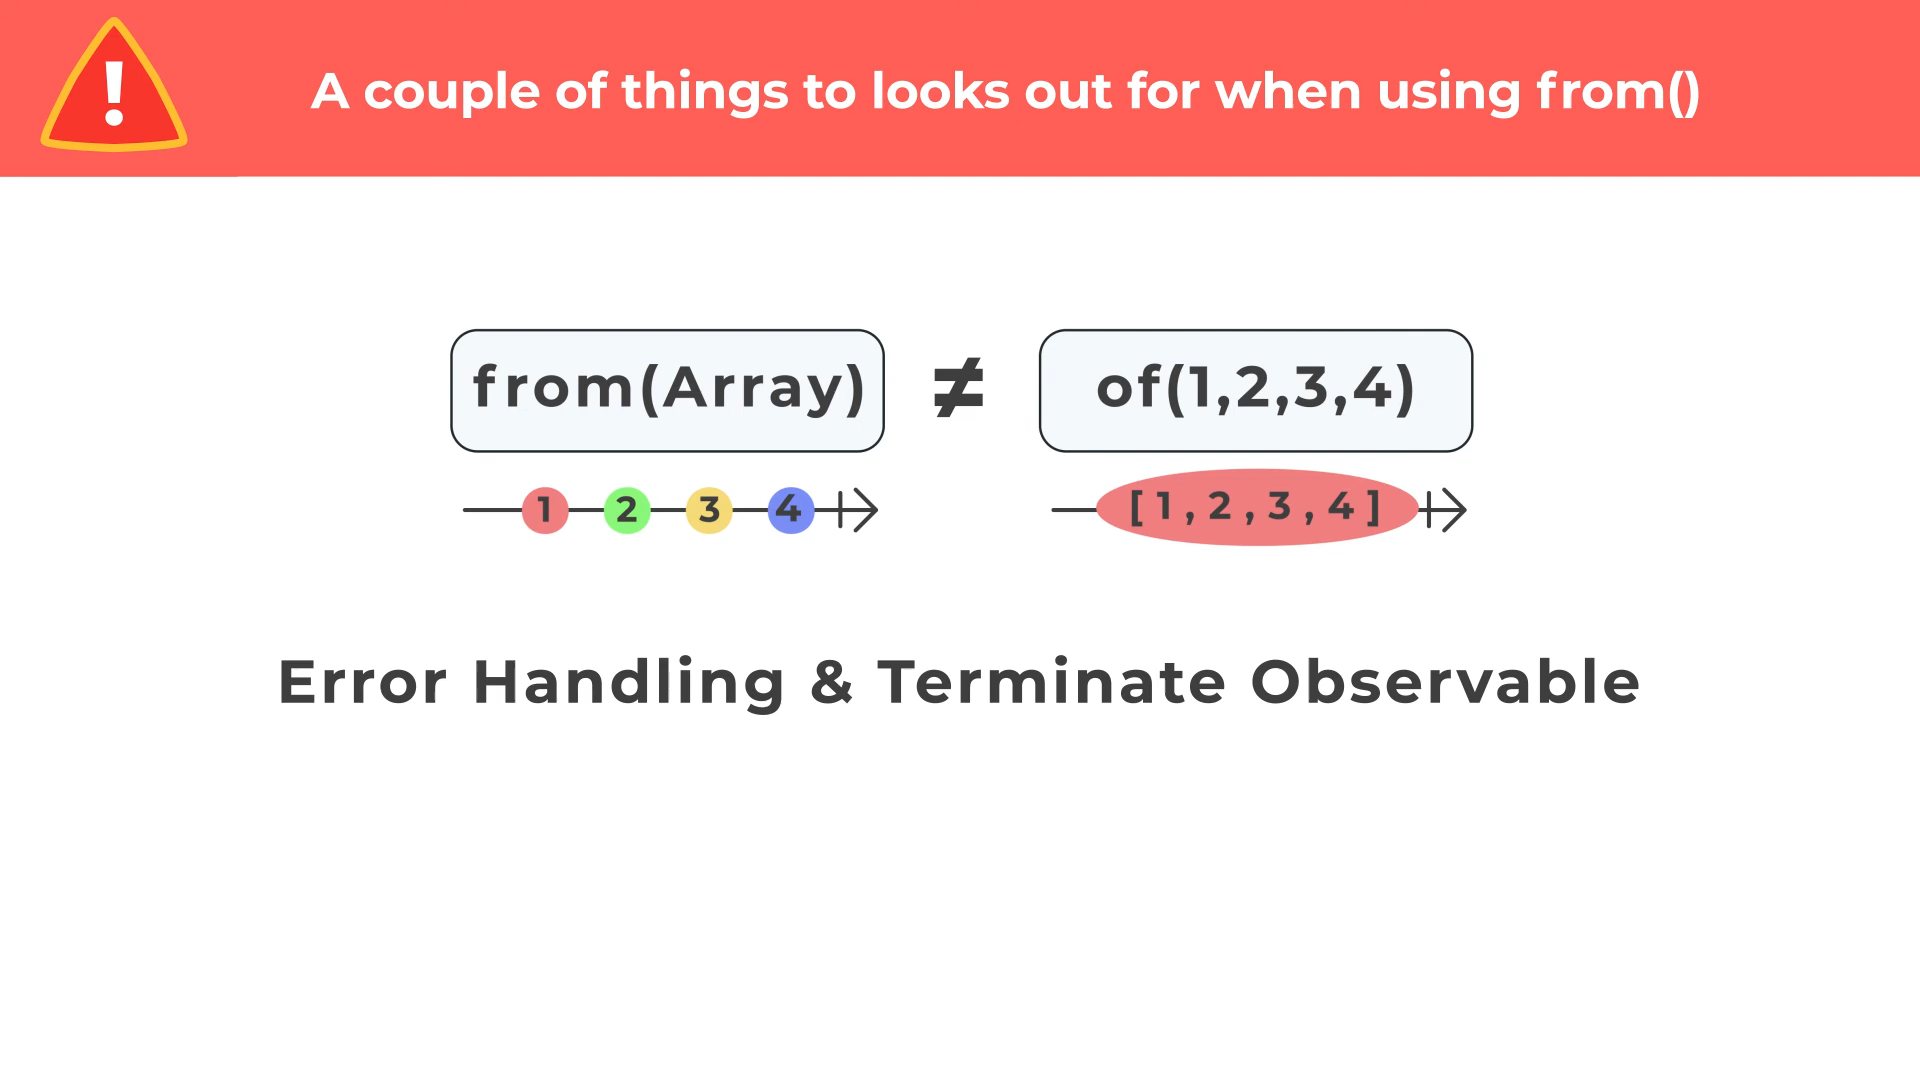 !
A couple of things to looks out for when using from()
from(Array) ≠ of(1,2,3,4)
1 2 3 4 [1,2,3,4]
Error Handling & Terminate Observable